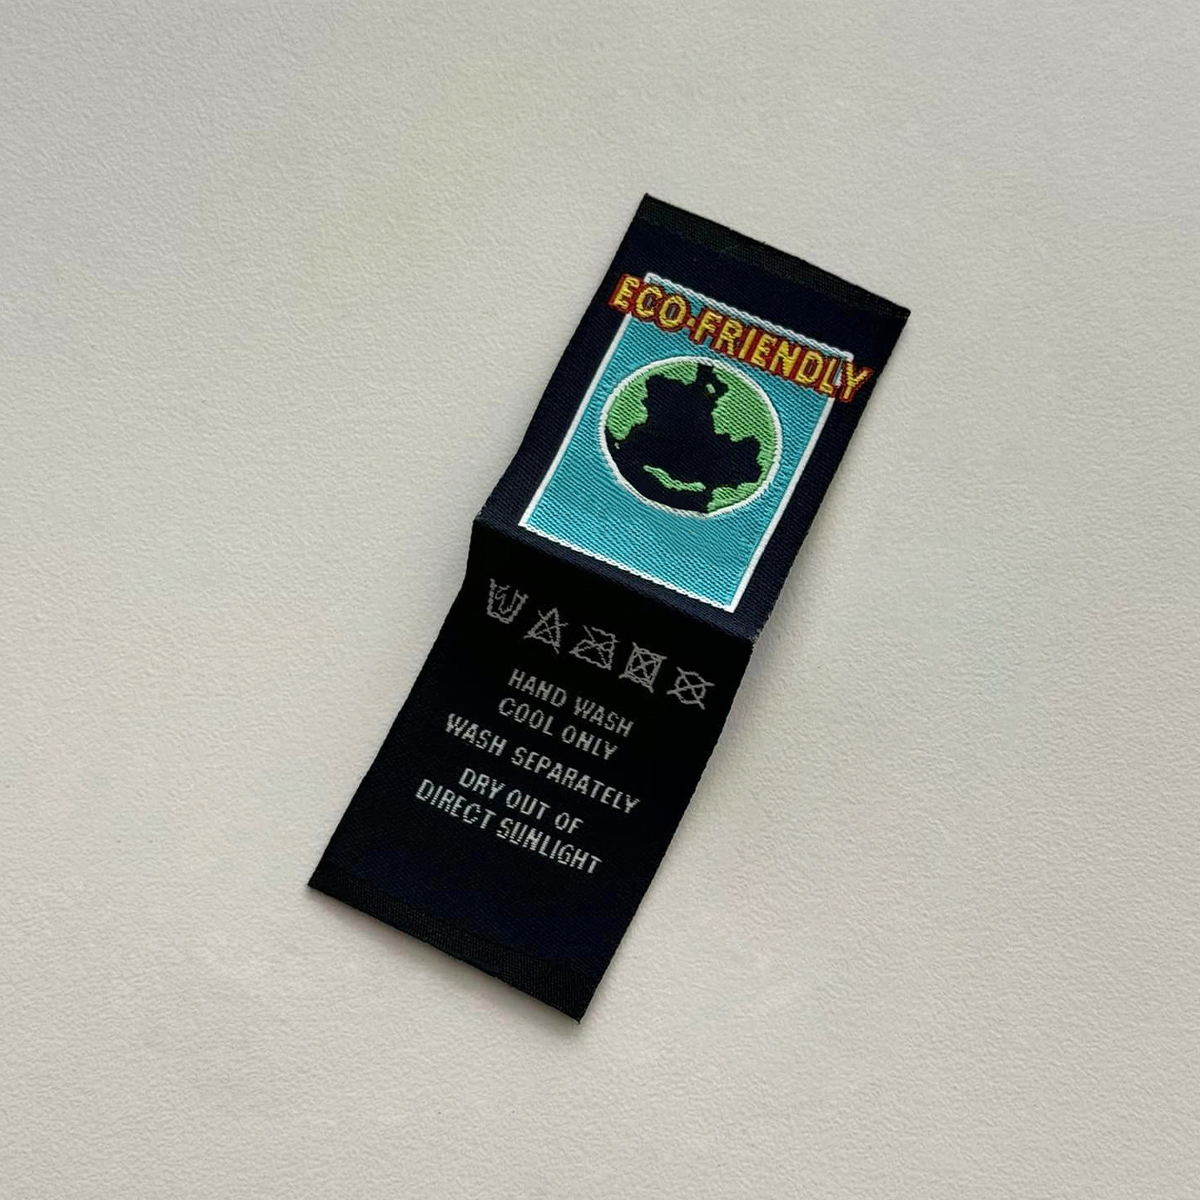 ECO-FRIENDLY
HAND WASH
COOL ONLY
WASH SEPARATELY
DRY OUT OF
DIRECT SUNLIGHT